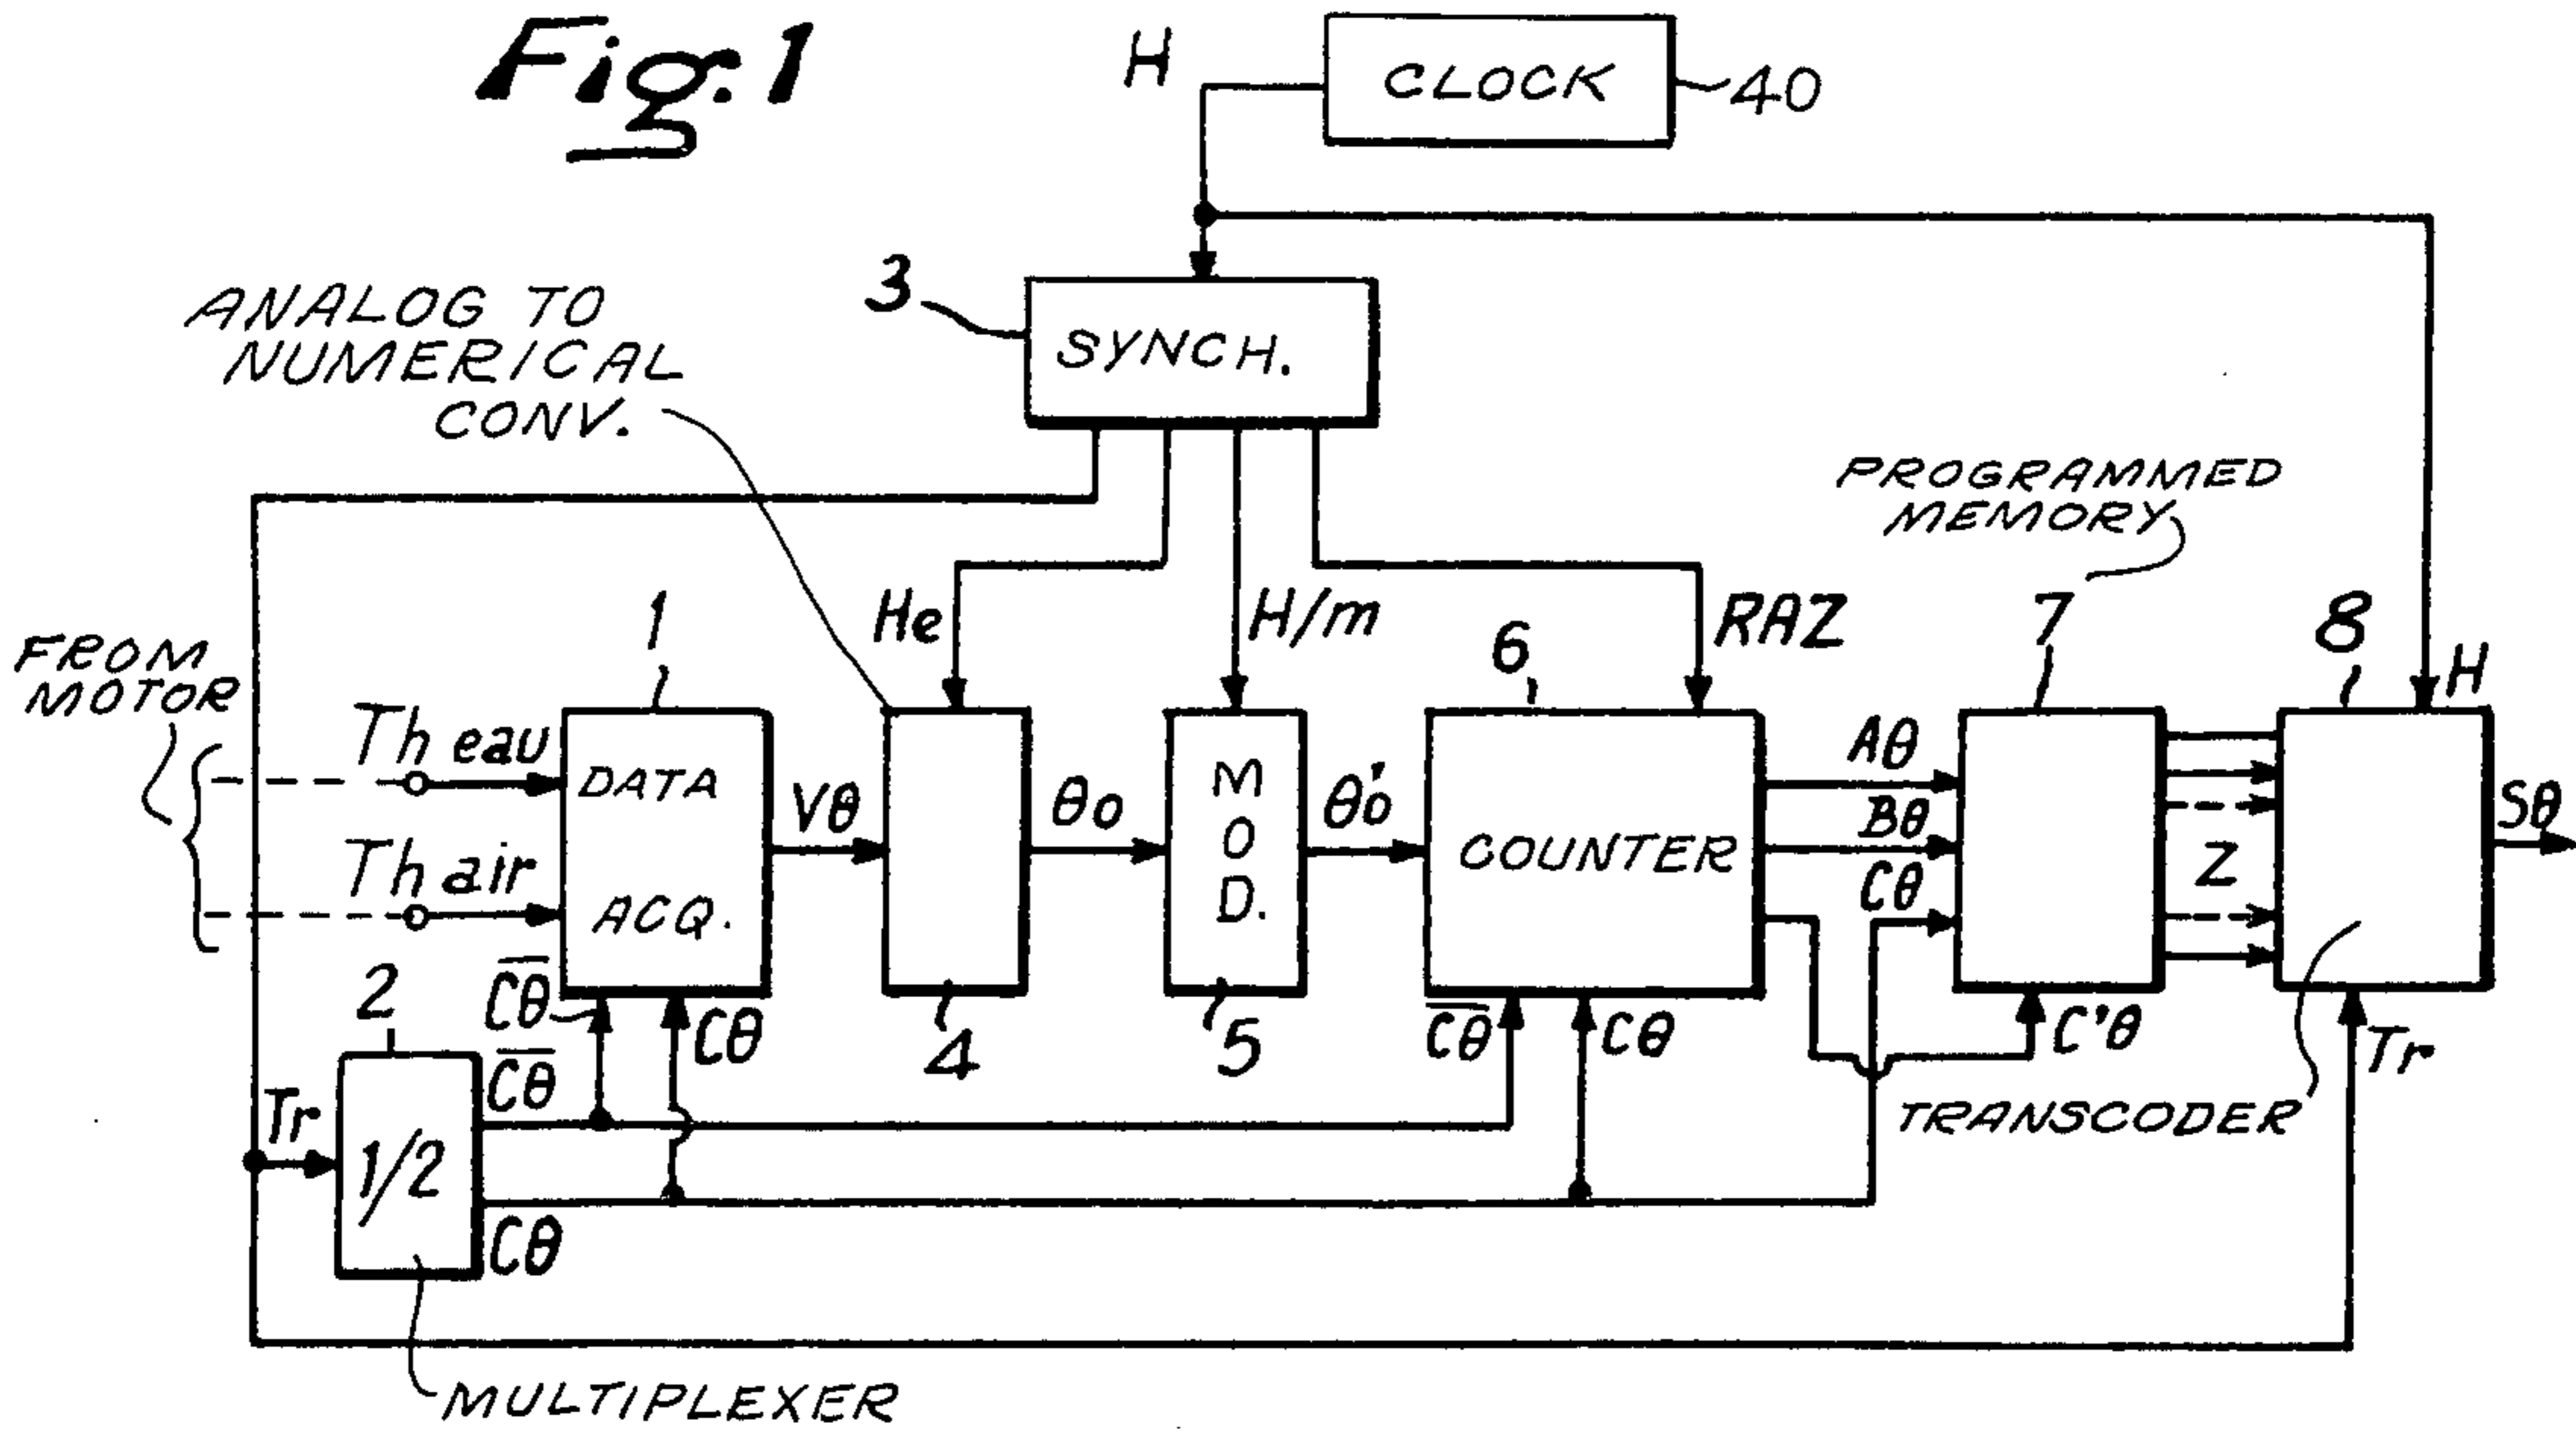 Fig. 1
H
CLOCK
40
3
SYNCH.
ANALOG TO
NUMERICAL
CONV.
PROGRAMMED
MEMORY
He
H/m
RAZ
1
6
7
8
H
FROM
MOTOR
Th eau
DATA
ACQ.
Th air
Vθ
θo
M
O
D.
θ'o
COUNTER
Aθ
Bθ
Cθ
Z
Sθ
C̅θ̅
Cθ
4
5
C̅θ̅
Cθ
C'θ
Tr
TRANSCODER
2
Tr
1/2
C̅θ̅
Cθ
MULTIPLEXER